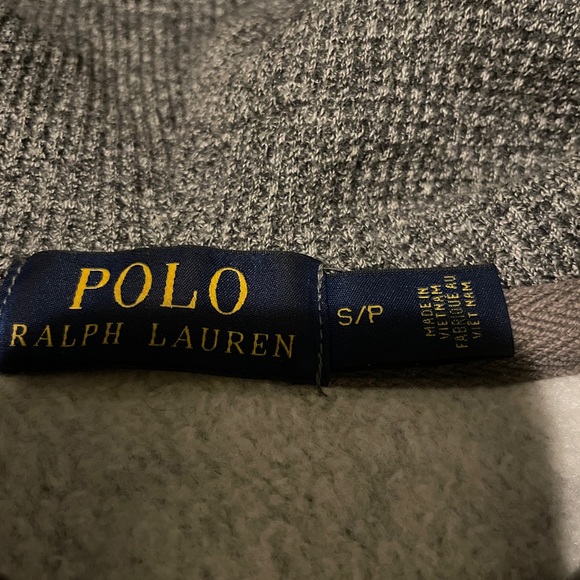 POLO
RALPH LAUREN
S/P
MADE IN
VIETNAM
FABRIQUÉ AU
VIET NAM